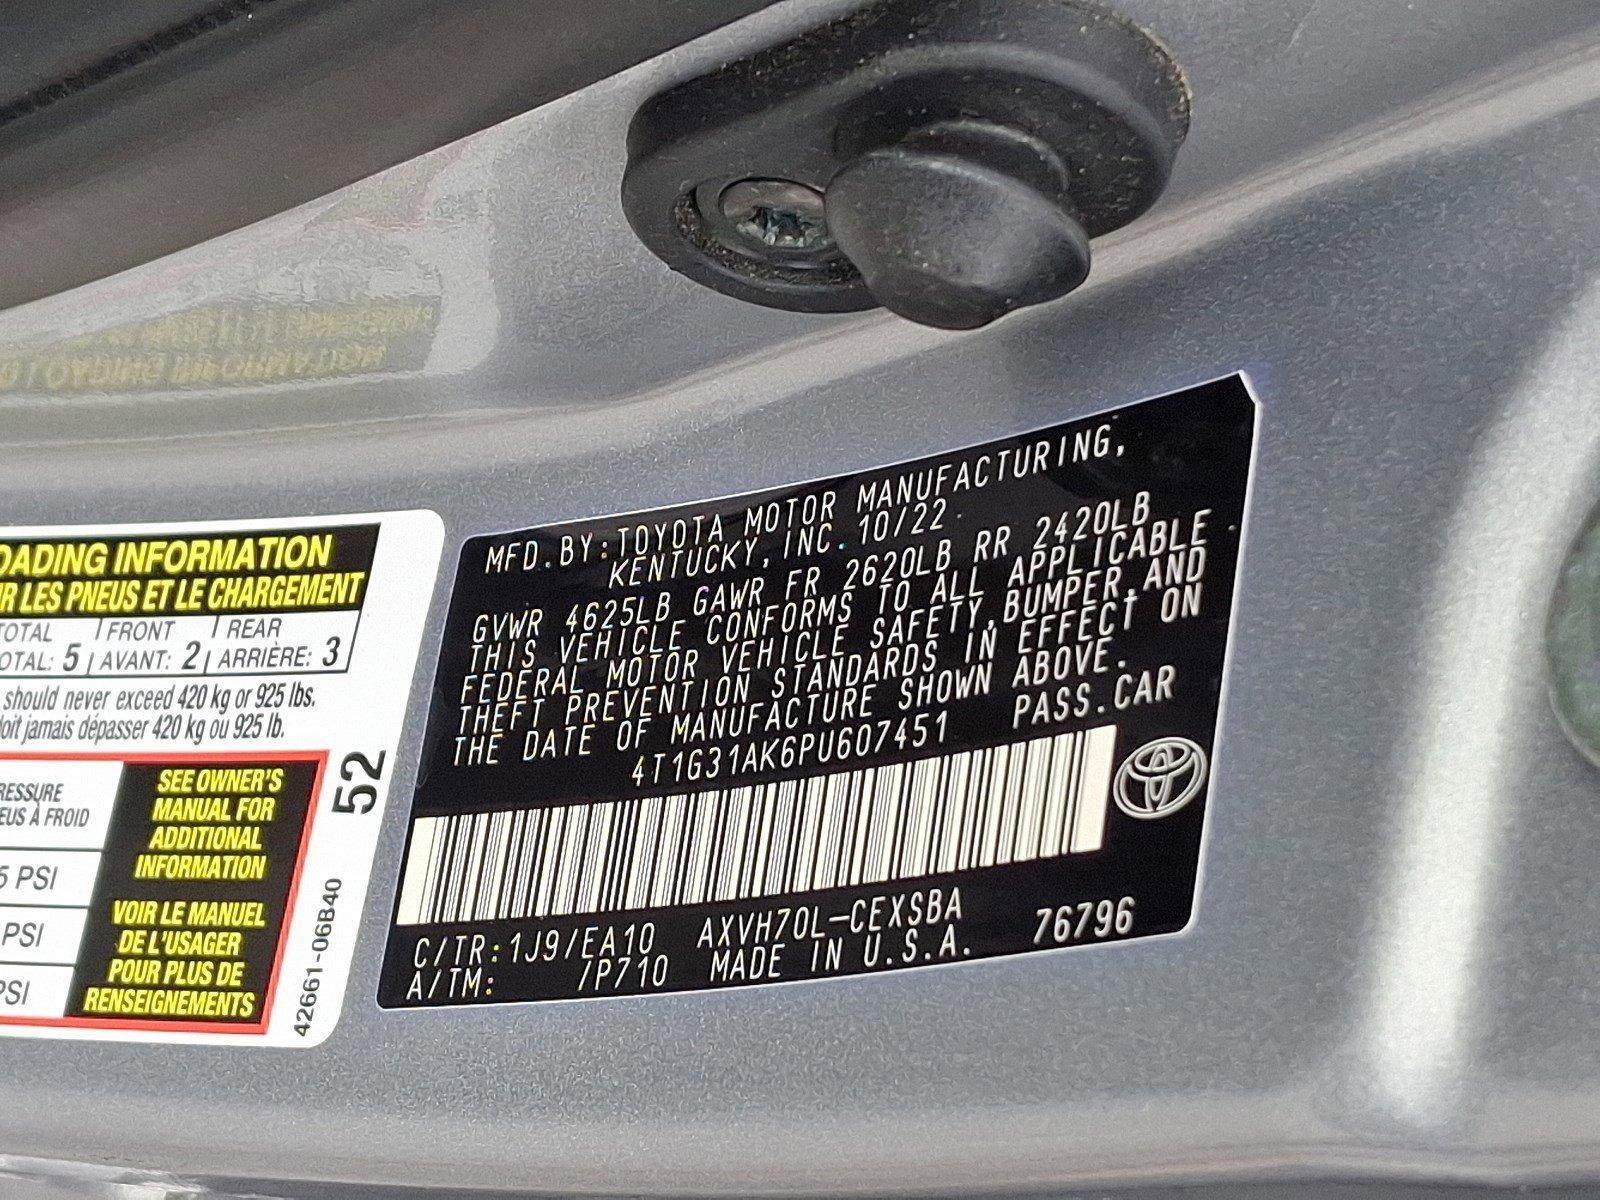 OADING INFORMATION
R LES PNEUS ET LE CHARGEMENT
TOTAL | FRONT | REAR
OTAL: 5 | AVANT: 2 | ARRIÈRE: 3
should never exceed 420 kg or 925 lbs.
doit jamais dépasser 420 kg ou 925 lb.
RESSURE
EUS À FROID
5 PSI
PSI
PSI
SEE OWNER'S
MANUAL FOR
ADDITIONAL
INFORMATION
VOIR LE MANUEL
DE L'USAGER
POUR PLUS DE
RENSEIGNEMENTS
52
42661-06B40
MFD. BY: TOYOTA MOTOR MANUFACTURING,
KENTUCKY, INC. 10/22
GVWR 4625LB GAWR FR 2620LB RR 2420LB
THIS VEHICLE CONFORMS TO ALL APPLICABLE
FEDERAL MOTOR VEHICLE SAFETY, BUMPER, AND
THEFT PREVENTION STANDARDS IN EFFECT ON
THE DATE OF MANUFACTURE SHOWN ABOVE.
4T1G31AK6PU607451 PASS. CAR
C/TR: 1J9/EA10 AXVH70L-CEXSBA 76796
A/TM: /P710 MADE IN U.S.A.